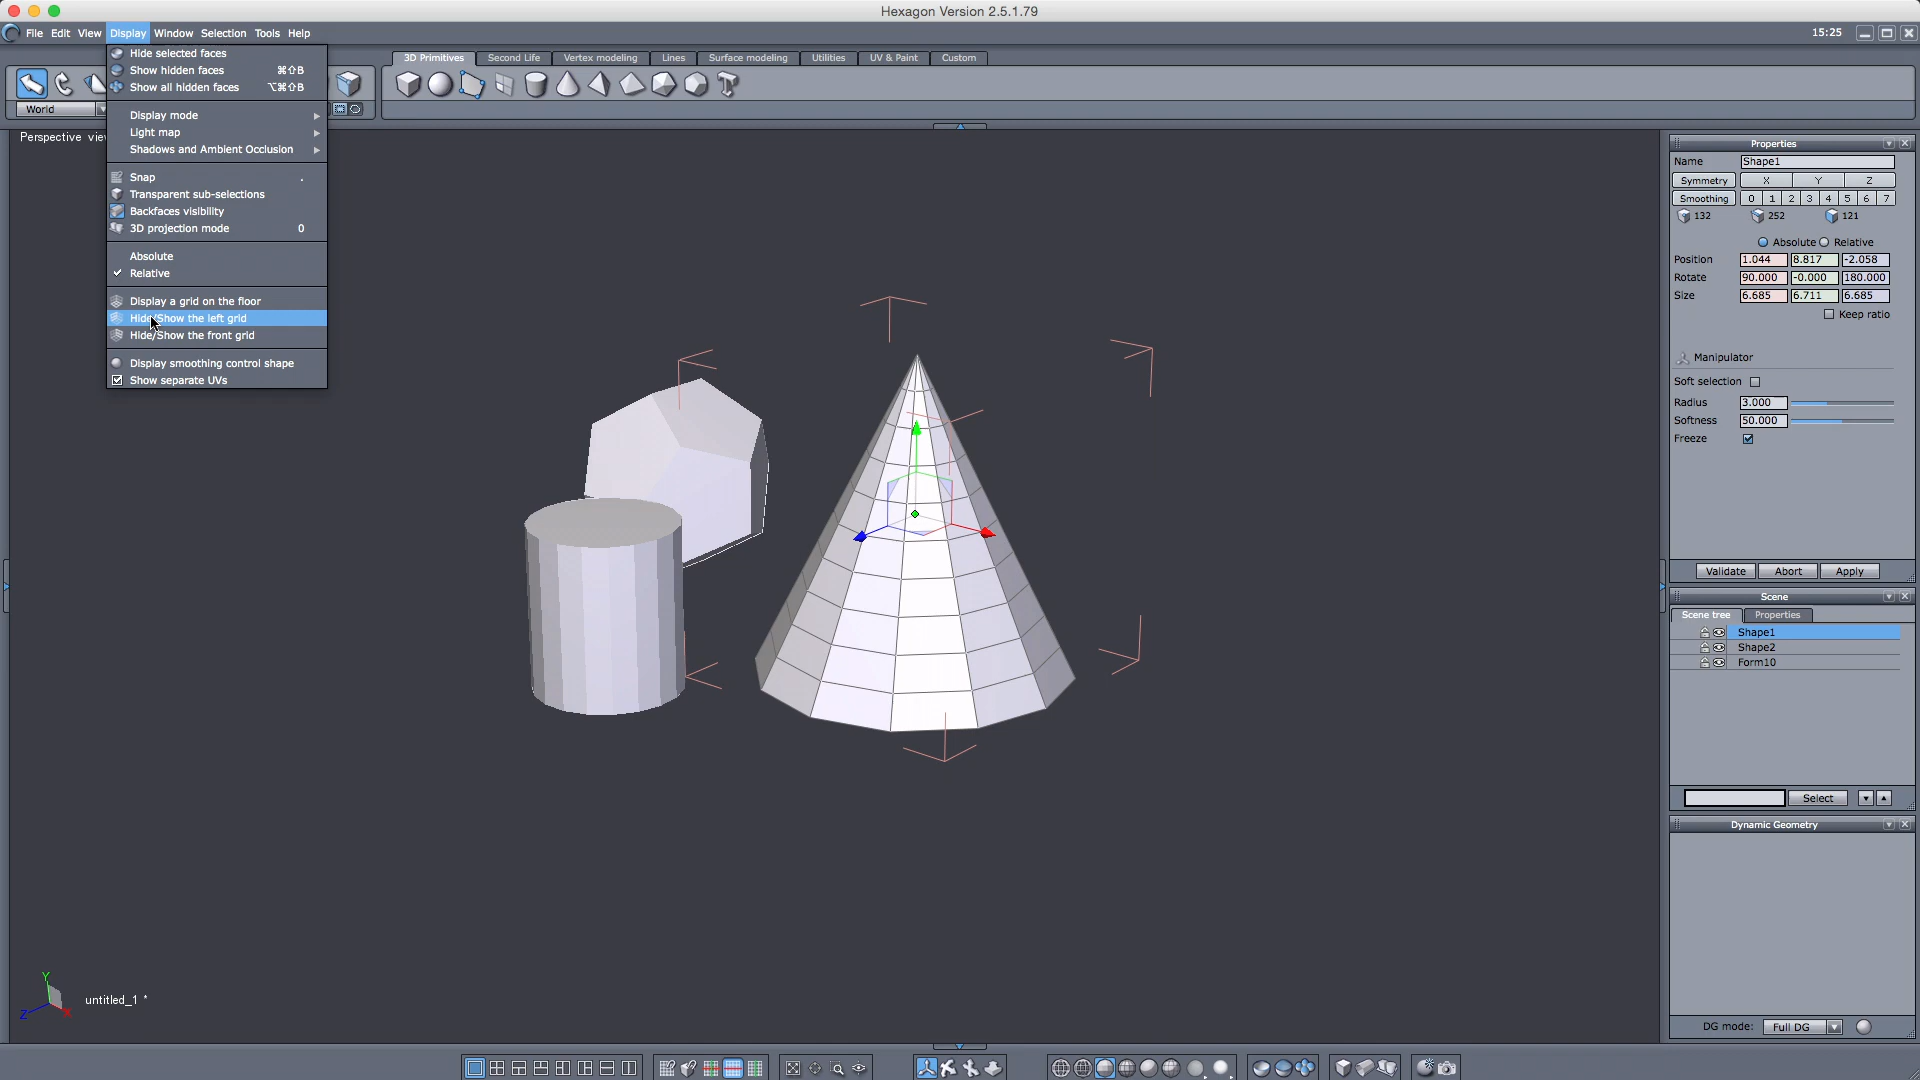 Hexagon Version 2.5.1.79
File Edit View Display Window Selection Tools Help
15:25
Hide selected faces
Show hidden faces ⌘⇧B
Show all hidden faces ⌥⌘⇧B
Display mode
Light map
Shadows and Ambient Occlusion
Snap .
Transparent sub-selections
Backfaces visibility
3D projection mode 0
Absolute
Relative
Display a grid on the floor
Hide/Show the left grid
Hide/Show the front grid
Display smoothing control shape
Show separate UVs
3D Primitives Second Life Vertex modeling Lines Surface modeling Utilities UV & Paint Custom
World
Perspective vie
Properties
Name Shape1
Symmetry X Y Z
Smoothing 0 1 2 3 4 5 6 7
132 252 121
Absolute Relative
Position 1.044 8.817 -2.058
Rotate 90.000 -0.000 180.000
Size 6.685 6.711 6.685
Keep ratio
Manipulator
Soft selection
Radius 3.000
Softness 50.000
Freeze
Validate Abort Apply
Scene
Scene tree Properties
Shape1
Shape2
Form10
Select
Dynamic Geometry
DG mode: Full DG
Y
Z X
untitled_1 *